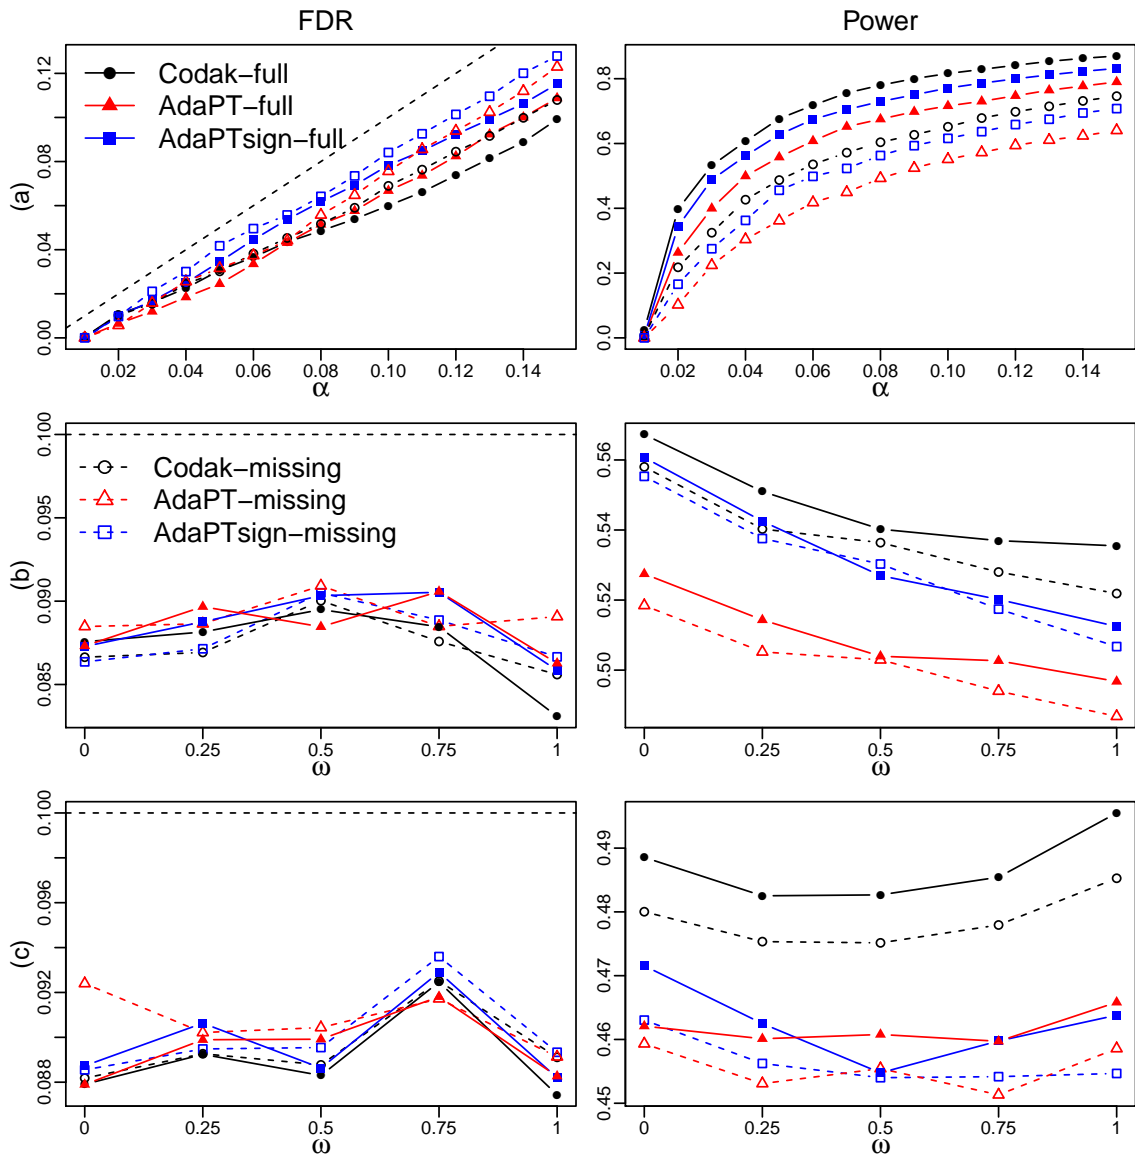 FDR
Power
(a)
0.00 0.04 0.08 0.12
Codak−full
AdaPT−full
AdaPTsign−full
0.02 0.04 0.06 0.08 0.10 0.12 0.14
α
0.0 0.2 0.4 0.6 0.8
0.02 0.04 0.06 0.08 0.10 0.12 0.14
α
(b)
0.085 0.090 0.095 0.100
Codak−missing
AdaPT−missing
AdaPTsign−missing
0 0.25 0.5 0.75 1
ω
0.50 0.52 0.54 0.56
0 0.25 0.5 0.75 1
ω
(c)
0.088 0.092 0.096 0.100
0 0.25 0.5 0.75 1
ω
0.45 0.46 0.47 0.48 0.49
0 0.25 0.5 0.75 1
ω